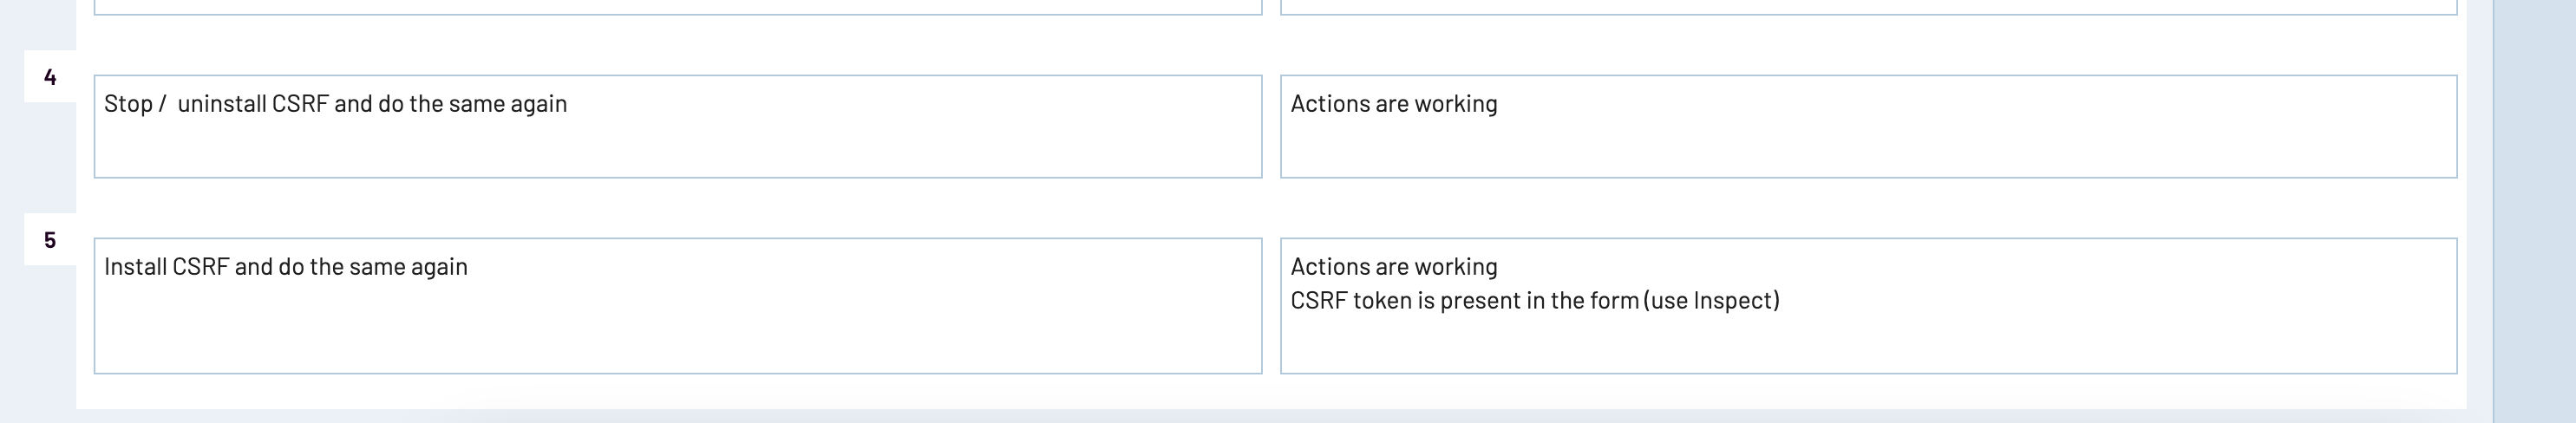 4
Stop /  uninstall CSRF and do the same again
Actions are working
5
Install CSRF and do the same again
Actions are working
CSRF token is present in the form (use Inspect)